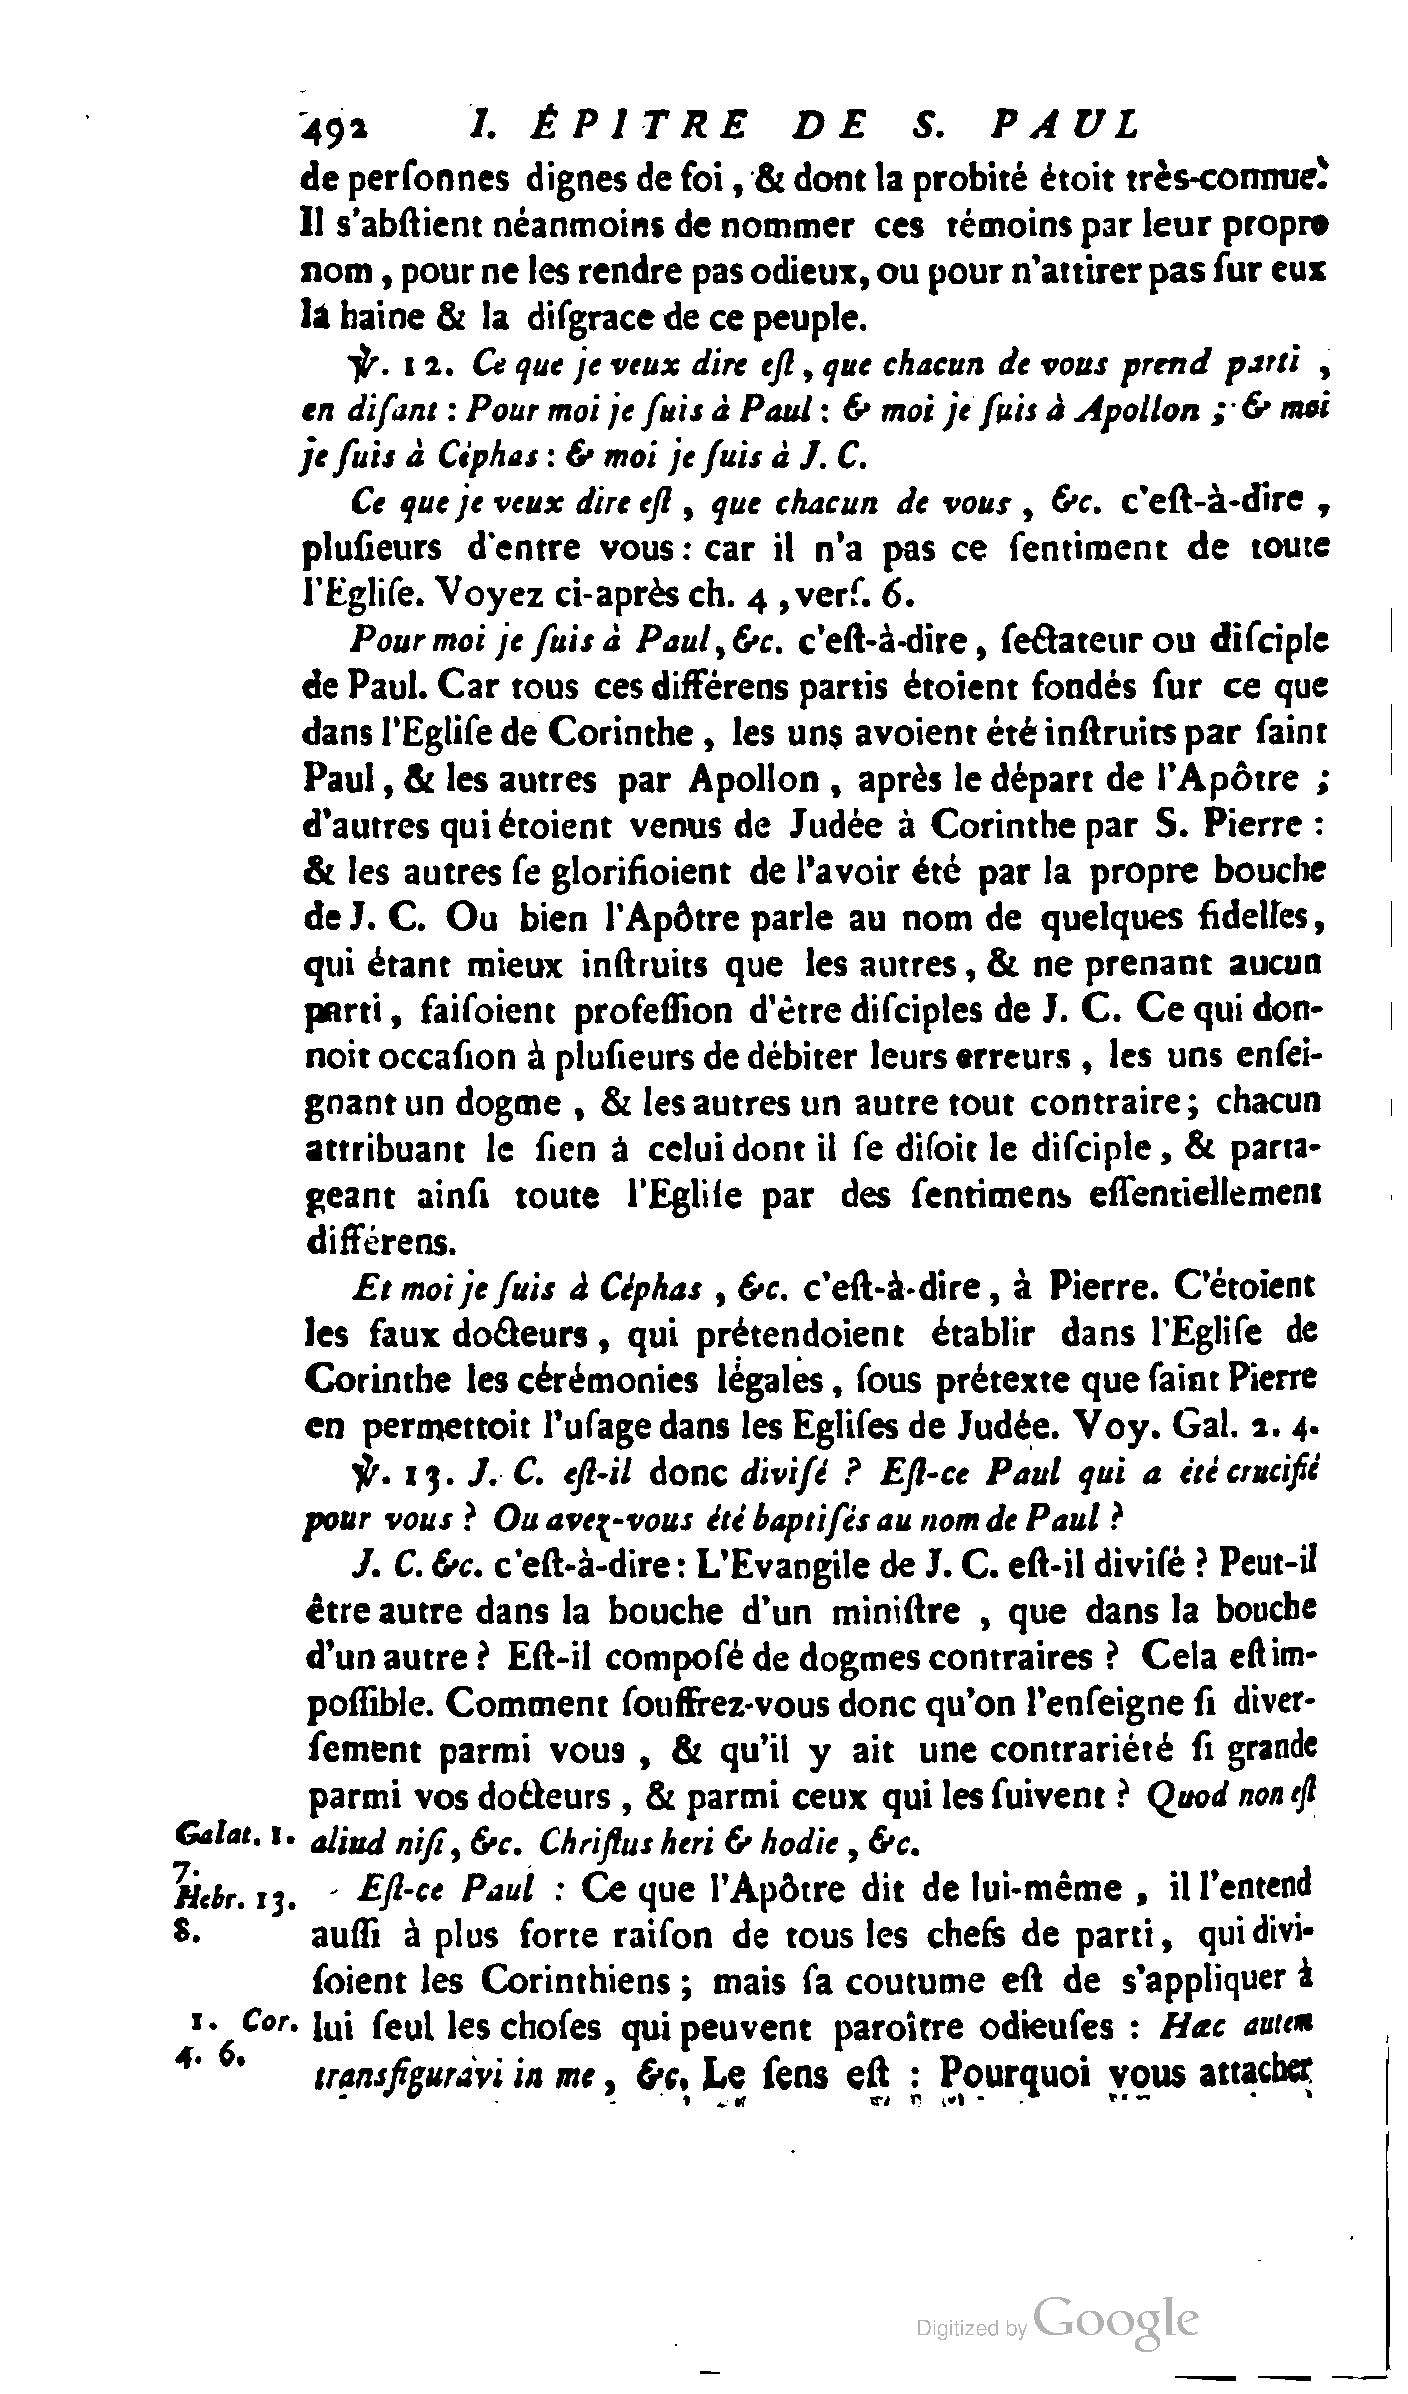 492 I. ÉPITRE DE S. PAUL
de perſonnes dignes de foi, & dont la probité étoit très-connue.
Il s'abſtient néanmoins de nommer ces témoins par leur propre
nom, pour ne les rendre pas odieux, ou pour n'attirer pas ſur eux
la haine & la diſgrace de ce peuple.
℣. 12. Ce que je veux dire eſt, que chacun de vous prend parti,
en diſant : Pour moi je ſuis à Paul : & moi je ſuis à Apollon ; & moi
je ſuis à Céphas : & moi je ſuis à J. C.
Ce que je veux dire eſt, que chacun de vous, &c. c'eſt-à-dire,
pluſieurs d'entre vous : car il n'a pas ce ſentiment de toute
l'Egliſe. Voyez ci-après ch. 4, verſ. 6.
Pour moi je ſuis à Paul, &c. c'eſt-à-dire, ſectateur ou diſciple
de Paul. Car tous ces différens partis étoient fondés ſur ce que
dans l'Egliſe de Corinthe, les uns avoient été inſtruits par ſaint
Paul, & les autres par Apollon, après le départ de l'Apôtre ;
d'autres qui étoient venus de Judée à Corinthe par S. Pierre :
& les autres ſe glorifioient de l'avoir été par la propre bouche
de J. C. Ou bien l'Apôtre parle au nom de quelques fidelles,
qui étant mieux inſtruits que les autres, & ne prenant aucun
parti, faiſoient profeſſion d'être diſciples de J. C. Ce qui don-
noit occaſion à pluſieurs de débiter leurs erreurs, les uns enſei-
gnant un dogme, & les autres un autre tout contraire ; chacun
attribuant le ſien à celui dont il ſe diſoit le diſciple, & parta-
geant ainſi toute l'Egliſe par des ſentimens eſſentiellement
différens.
Et moi je ſuis à Céphas, &c. c'eſt-à-dire, à Pierre. C'étoient
les faux docteurs, qui prétendoient établir dans l'Egliſe de
Corinthe les cérémonies légales, ſous prétexte que ſaint Pierre
en permettoit l'uſage dans les Egliſes de Judée. Voy. Gal. 2. 4.
℣. 13. J. C. eſt-il donc diviſé ? Eſt-ce Paul qui a été crucifié
pour vous ? Ou avez-vous été baptiſés au nom de Paul ?
J. C. &c. c'eſt-à-dire : L'Evangile de J. C. eſt-il diviſé ? Peut-il
être autre dans la bouche d'un miniſtre, que dans la bouche
d'un autre ? Eſt-il compoſé de dogmes contraires ? Cela eſt im-
poſſible. Comment ſouffrez-vous donc qu'on l'enſeigne ſi diver-
ſement parmi vous, & qu'il y ait une contrariété ſi grande
parmi vos docteurs, & parmi ceux qui les ſuivent ? Quod non eſt
Galat. 1. aliud niſi, &c. Chriſtus heri & hodie, &c.
7.
Hebr. 13. Eſt-ce Paul : Ce que l'Apôtre dit de lui-même, il l'entend
8. auſſi à plus forte raiſon de tous les chefs de parti, qui divi-
ſoient les Corinthiens ; mais ſa coutume eſt de s'appliquer à
1. Cor. lui ſeul les choſes qui peuvent paroître odieuſes : Hæc autem
4. 6. transfiguravi in me, &c. Le ſens eſt : Pourquoi vous attacher
Digitized by Google